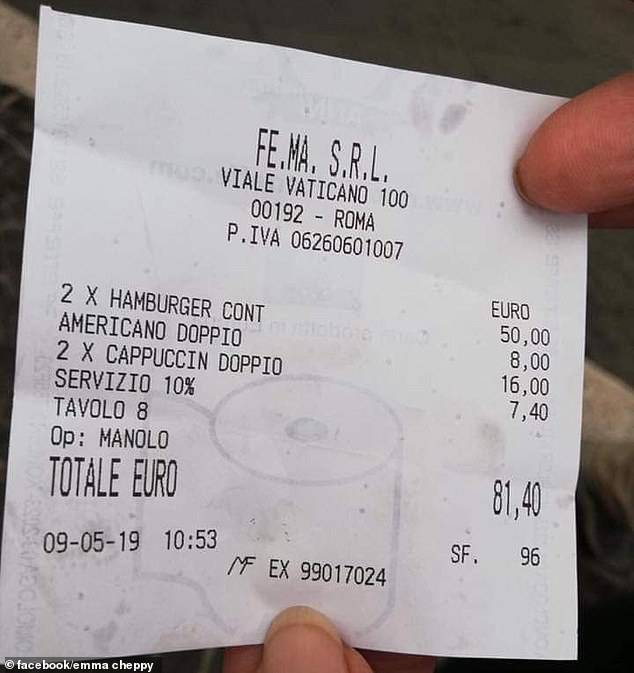 FE.MA. S.R.L.
VIALE VATICANO 100
00192 - ROMA
P.IVA 06260601007
EURO
2 X HAMBURGER CONT 50,00
AMERICANO DOPPIO 8,00
2 X CAPPUCCIN DOPPIO 16,00
SERVIZIO 10% 7,40
TAVOLO 8
Op: MANOLO
TOTALE EURO 81,40
09-05-19 10:53 SF. 96
MF EX 99017024
© facebook/emma cheppy